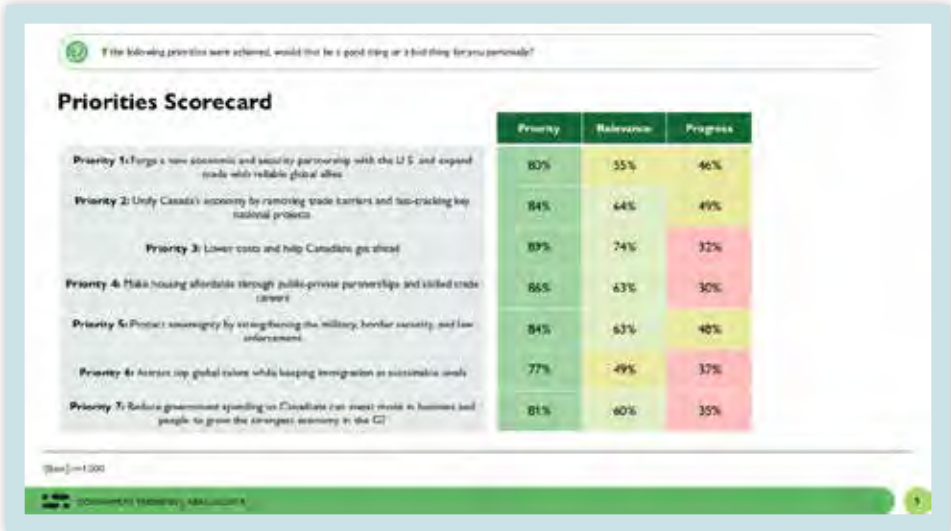 If the following priorities were achieved, would that be a good thing or a bad thing for you personally?
Priorities Scorecard
Priority Relevance Progress
Priority 1: Forge a new economic and security partnership with the U.S. and expand
trade with reliable global allies
80% 55% 46%
Priority 2: Unify Canada's economy by removing trade barriers and fast-tracking key
national projects
84% 64% 49%
Priority 3: Lower costs and help Canadians get ahead
89% 74% 32%
Priority 4: Make housing affordable through public-private partnerships and skilled trade
careers
86% 63% 30%
Priority 5: Protect sovereignty by strengthening the military, border security, and law
enforcement
84% 63% 48%
Priority 6: Attract top global talent while keeping immigration at sustainable levels
77% 49% 37%
Priority 7: Reduce government spending so Canadians can invest more in business and
people to grow the strongest economy in the G7
81% 60% 35%